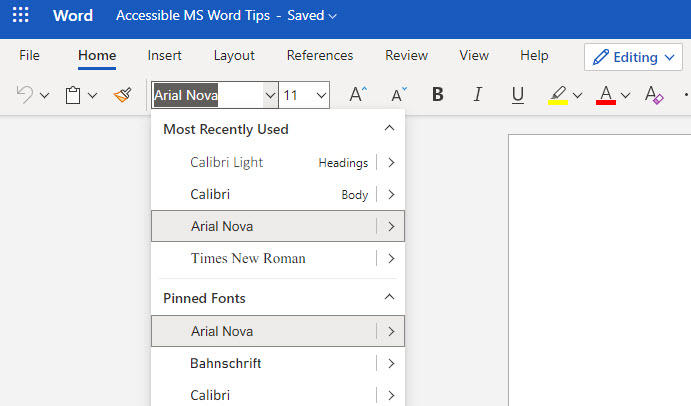 Word Accessible MS Word Tips - Saved
File Home Insert Layout References Review View Help Editing
Arial Nova 11 A A B I U A A
Most Recently Used
Calibri Light Headings
Calibri Body
Arial Nova
Times New Roman
Pinned Fonts
Arial Nova
Bahnschrift
Calibri